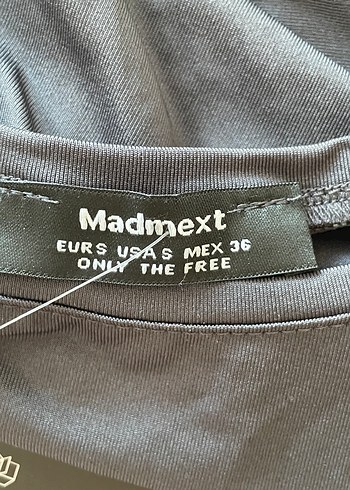 Madmext
EUR S USA S MEX 36
ONLY THE FREE